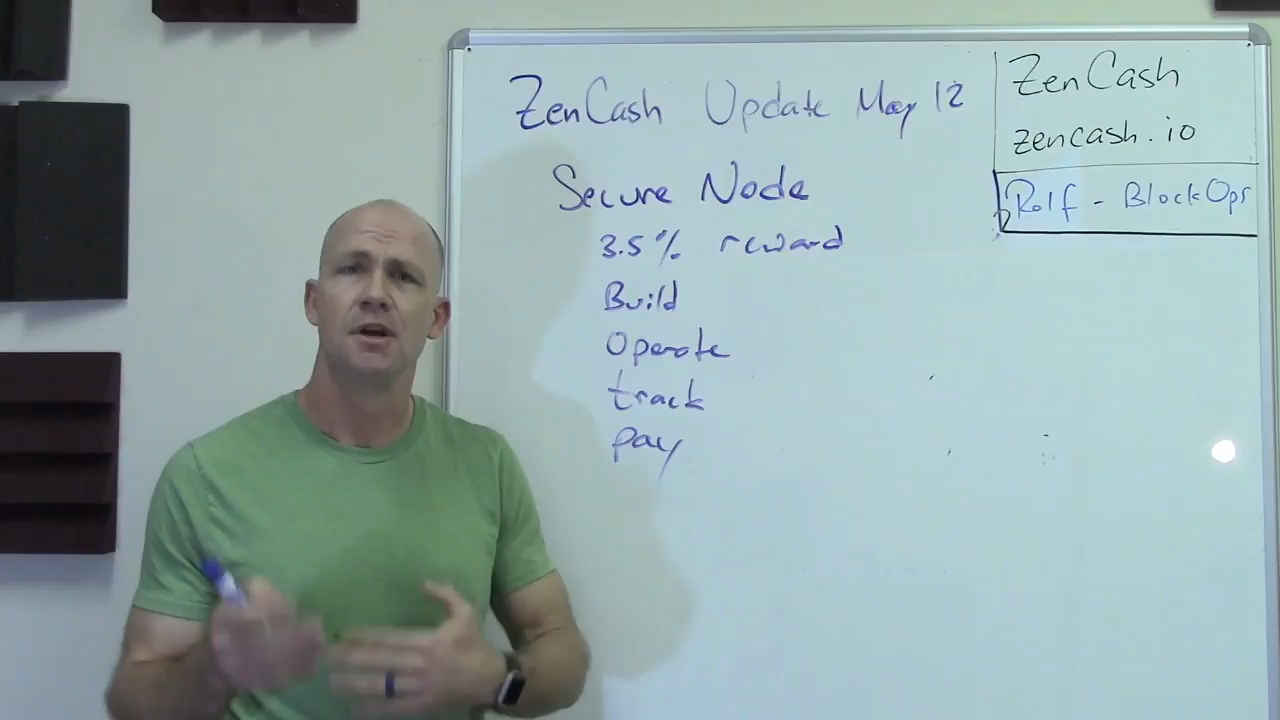 ZenCash Update May 12
Secure Node
3.5% reward
Build
Operate
track
pay
ZenCash
zencash.io
Rolf - BlockOps